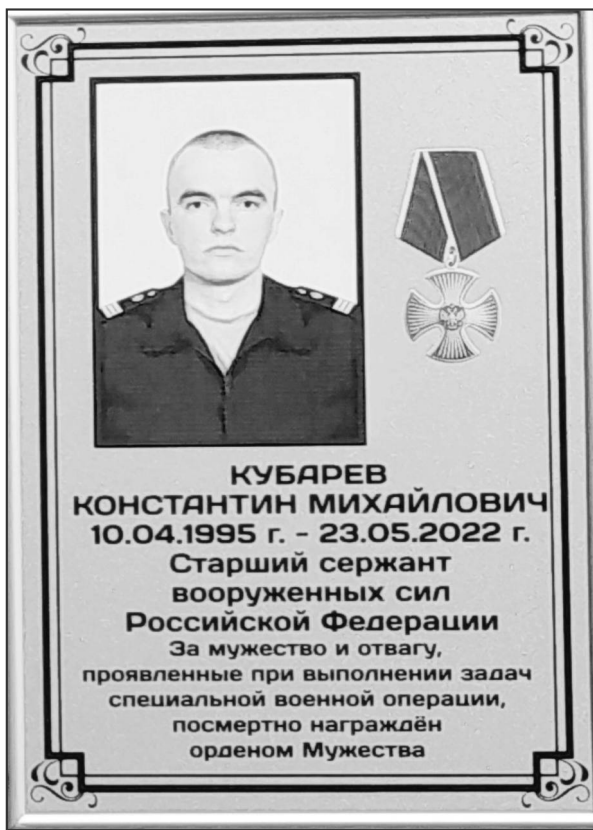 КУБАРЕВ
КОНСТАНТИН МИХАЙЛОВИЧ
10.04.1995 г. - 23.05.2022 г.
Старший сержант
вооруженных сил
Российской Федерации
За мужество и отвагу,
проявленные при выполнении задач
специальной военной операции,
посмертно награждён
орденом Мужества